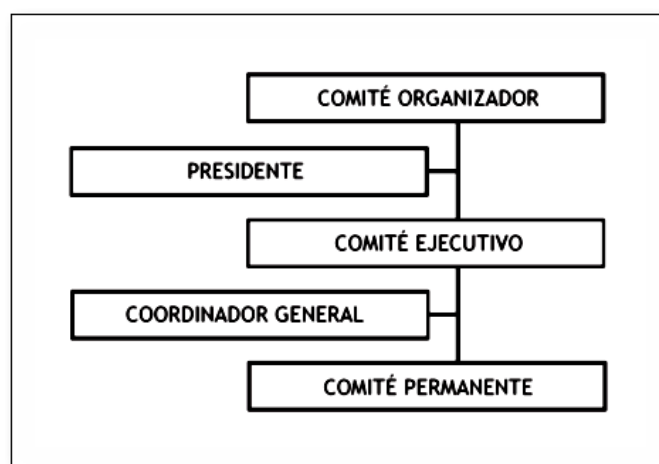 COMITÉ ORGANIZADOR
PRESIDENTE
COMITÉ EJECUTIVO
COORDINADOR GENERAL
COMITÉ PERMANENTE